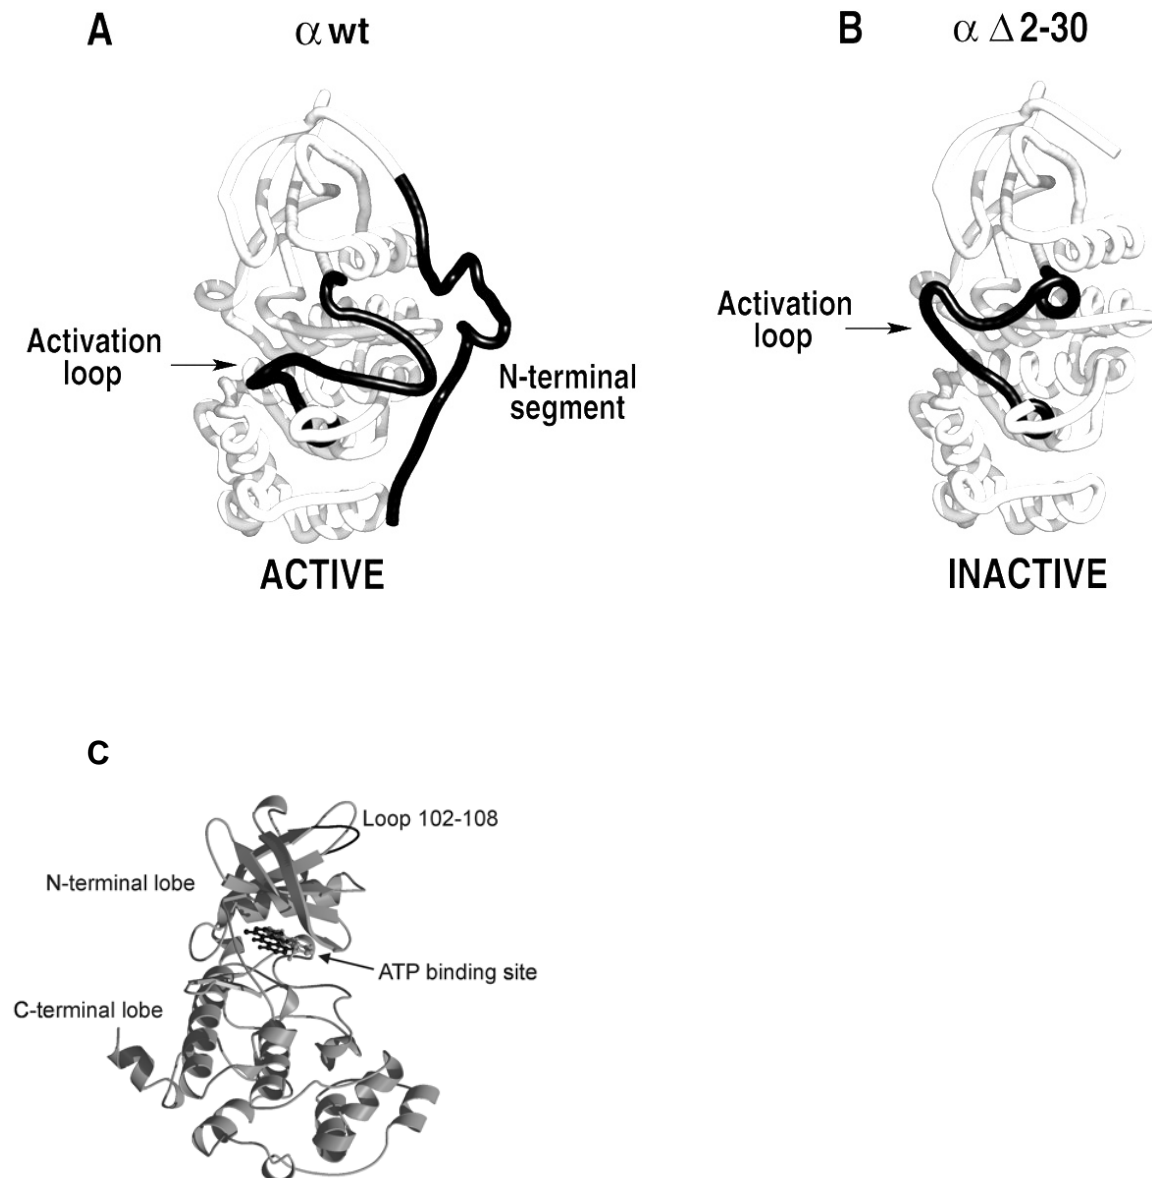 A
α wt
B
α Δ 2-30
Activation
loop
N-terminal
segment
ACTIVE
Activation
loop
INACTIVE
C
Loop 102-108
N-terminal lobe
ATP binding site
C-terminal lobe